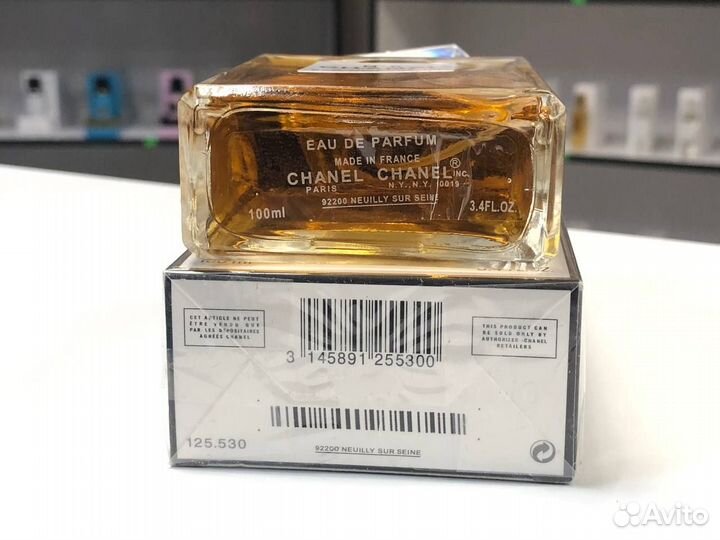 EAU DE PARFUM
MADE IN FRANCE
CHANEL CHANEL® INC.
PARIS N.Y., N.Y. 10019
92200 NEUILLY SUR SEINE
100ml 3.4FL.OZ.
CET ARTICLE NE PEUT
ÊTRE VENDU QUE
PAR LES DÉPOSITAIRES
AGRÉÉS CHANEL
THIS PRODUCT CAN
BE SOLD ONLY BY
AUTHORIZED CHANEL
RETAILERS
3 145891 255300
125.530
92200 NEUILLY SUR SEINE
Avito